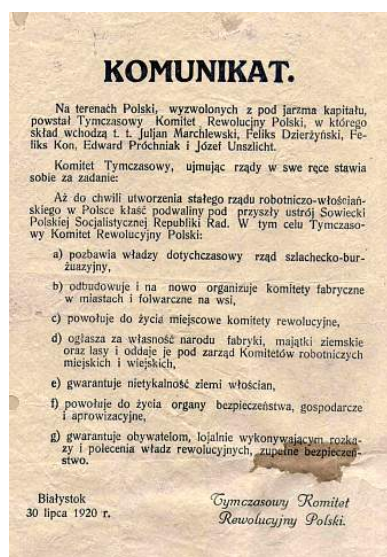 KOMUNIKAT.
Na terenach Polski, wyzwolonych z pod jarzma kapitału,
powstał Tymczasowy Komitet Rewolucjny Polski, w którego
skład wchodzą t. t. Juljan Marchlewski, Feliks Dzierżyński, Fe-
liks Kon, Edward Próchniak i Józef Unszlicht.
Komitet Tymczasowy, ujmując rządy w swe ręce stawia
sobie za zadanie:
Aż do chwili utworzenia stałego rządu robotniczo-włościań-
skiego w Polsce kłaść podwaliny pod przyszły ustrój Sowiecki
Polskiej Socjalistycznej Republiki Rad. W tym celu Tymczaso-
wy Komitet Rewolucyjny Polski:
a) pozbawia władzy dotychczasowy rząd szlachecko-bur-
żuazyjny,
b) odbudowuje i na nowo organizuje komitety fabryczne
w miastach i folwarczne na wsi,
c) powołuje do życia miejscowe komitety rewolucyjne,
d) ogłasza za własność narodu fabryki, majątki ziemskie
oraz lasy i oddaje je pod zarząd Komitetów robotniczych
miejskich i wiejskich,
e) gwarantuje nietykalność ziemi włościan,
f) powołuje do życia organy bezpieczeństwa, gospodarcze
i aprowizacyjne,
g) gwarantuje obywatelom, lojalnie wykonywającym rozka-
zy i polecenia władz rewolucyjnych, zupełne bezpieczeń-
stwo.
Białystok
30 lipca 1920 r.
Tymczasowy Komitet
Rewolucyjny Polski.